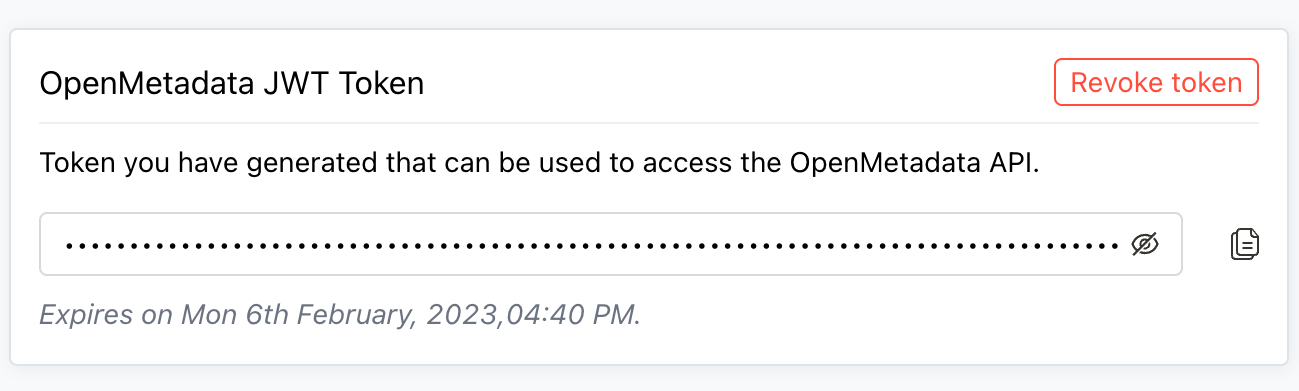 OpenMetadata JWT Token
Revoke token
Token you have generated that can be used to access the OpenMetadata API.
Expires on Mon 6th February, 2023,04:40 PM.